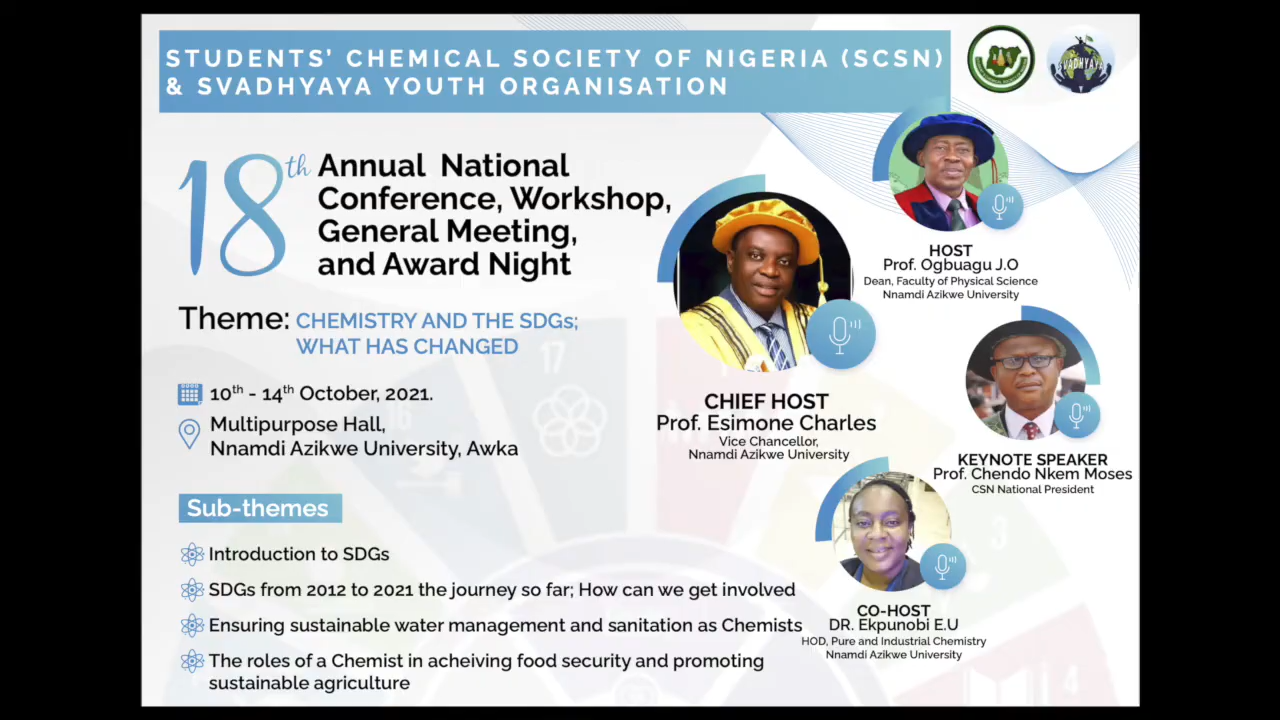 STUDENTS' CHEMICAL SOCIETY OF NIGERIA (SCSN)
& SVADHYAYA YOUTH ORGANISATION
SVADHYAYA
18th
Annual National
Conference, Workshop,
General Meeting,
and Award Night
Theme: CHEMISTRY AND THE SDGs;
WHAT HAS CHANGED
10th - 14th October, 2021.
Multipurpose Hall,
Nnamdi Azikwe University, Awka
Sub-themes
Introduction to SDGs
SDGs from 2012 to 2021 the journey so far; How can we get involved
Ensuring sustainable water management and sanitation as Chemists
The roles of a Chemist in acheiving food security and promoting
sustainable agriculture
HOST
Prof. Ogbuagu J.O
Dean, Faculty of Physical Science
Nnamdi Azikwe University
CHIEF HOST
Prof. Esimone Charles
Vice Chancellor,
Nnamdi Azikwe University
KEYNOTE SPEAKER
Prof. Chendo Nkem Moses
CSN National President
CO-HOST
DR. Ekpunobi E.U
HOD, Pure and Industrial Chemistry
Nnamdi Azikwe University
17
16
3